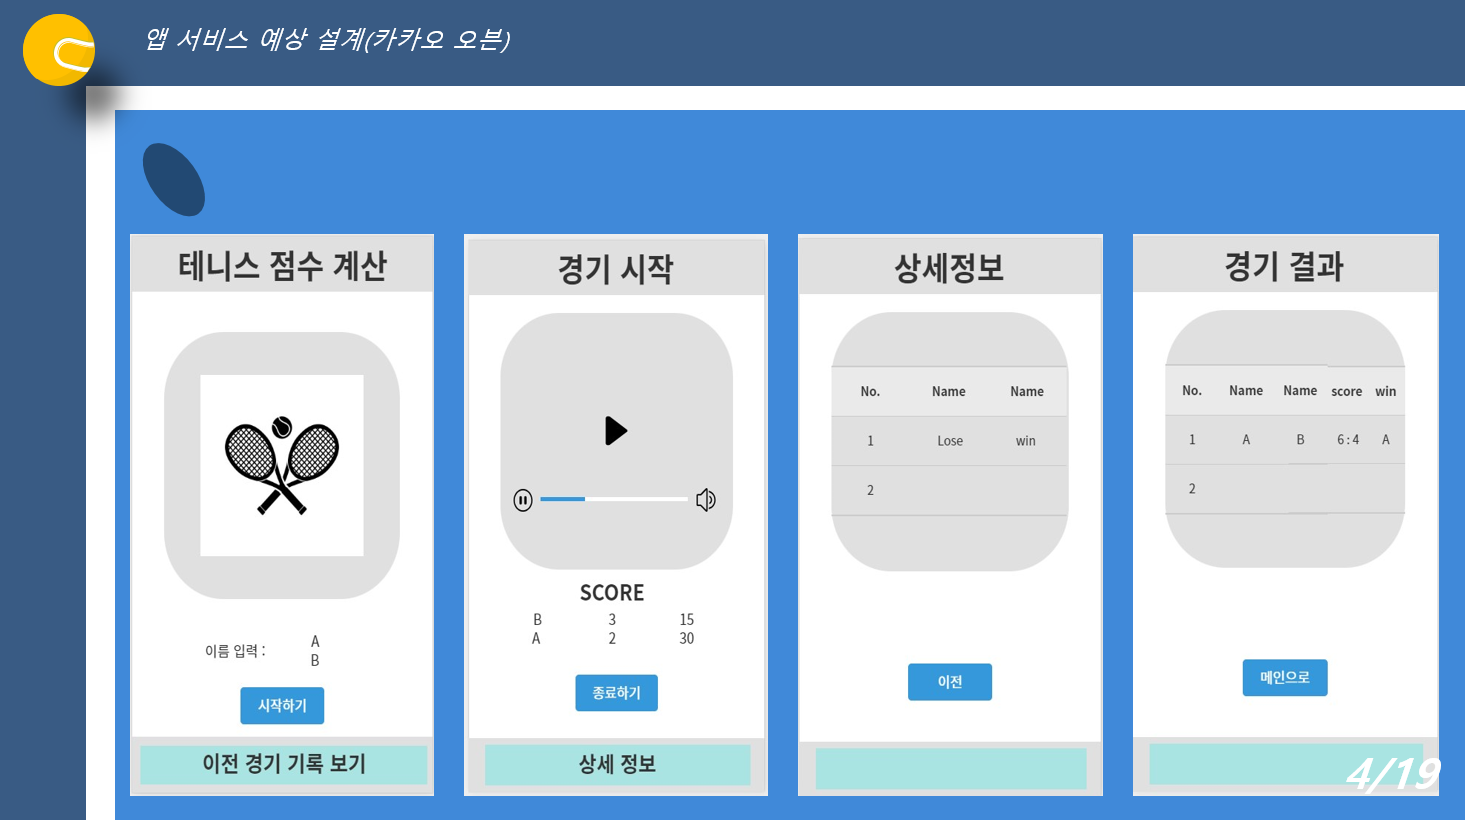 앱 서비스 예상 설계(카카오 오븐)
테니스 점수 계산
이름 입력 : A
B
시작하기
이전 경기 기록 보기
경기 시작
SCORE
B 3 15
A 2 30
종료하기
상세 정보
상세정보
No. Name Name
1 Lose win
2
이전
경기 결과
No. Name Name score win
1 A B 6 : 4 A
2
메인으로
4/19